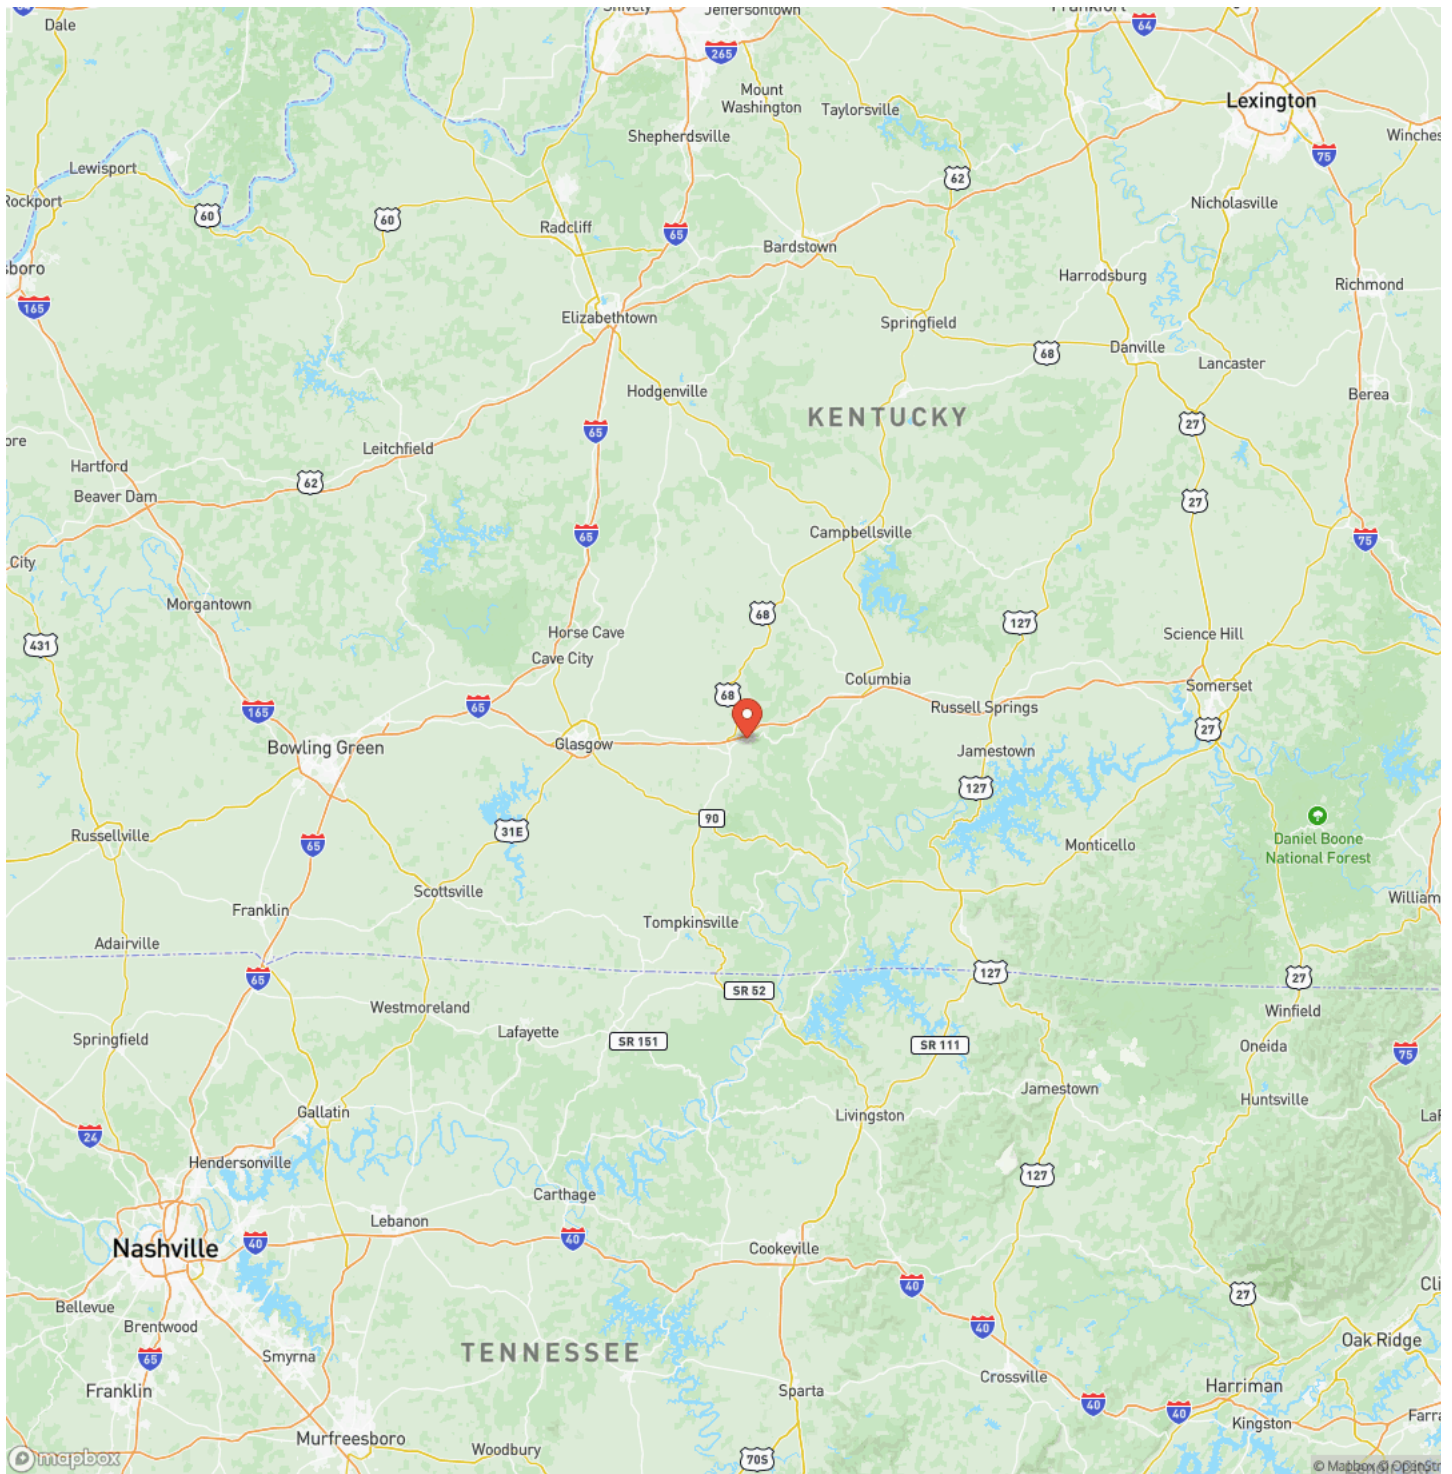 Dale
Shively
Jeffersontown
Frankfort
64
265
Mount
Washington
Taylorsville
Lexington
Shepherdsville
75
Lewisport
62
Rockport
60
60
Nicholasville
Radcliff
65
Bardstown
Harrodsburg
165
Richmond
Elizabethtown
Springfield
Danville
68
Lancaster
Hodgenville
Berea
KENTUCKY
65
27
Leitchfield
Hartford
62
Beaver Dam
27
65
Campbellsville
75
City
Morgantown
68
127
431
Horse Cave
Science Hill
Cave City
Columbia
Somerset
68
65
Russell Springs
165
27
Bowling Green
Glasgow
Jamestown
127
90
31E
Russellville
65
Monticello
Daniel Boone
National Forest
Scottsville
William
Franklin
Tompkinsville
Adairville
65
127
27
SR 52
Westmoreland
Winfield
Springfield
Lafayette
SR 151
SR 111
Oneida
75
Jamestown
Gallatin
Livingston
Huntsville
24
Hendersonville
127
Carthage
Lebanon
40
40
Nashville
Cookeville
40
27
Bellevue
Brentwood
40
TENNESSEE
Oak Ridge
65
Smyrna
Crossville
Franklin
Sparta
Harriman
40
40
Kingston
Murfreesboro
Woodbury
70S
mapbox
© Mapbox